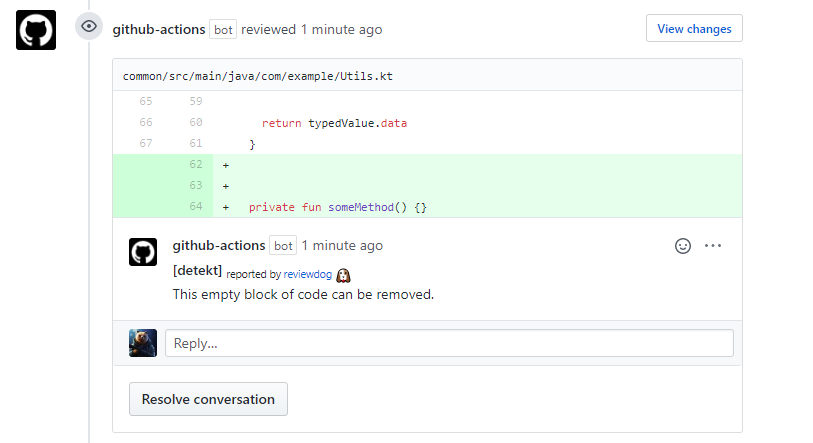 github-actions bot reviewed 1 minute ago View changes
common/src/main/java/com/example/Utils.kt
65 59
66 60 return typedValue.data
67 61 }
62 +
63 +
64 + private fun someMethod() {}
github-actions bot 1 minute ago
[detekt] reported by reviewdog
This empty block of code can be removed.
Reply...
Resolve conversation